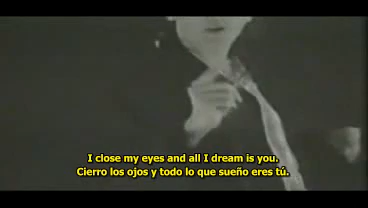 I close my eyes and all I dream is you.
Cierro los ojos y todo lo que sueño eres tú.